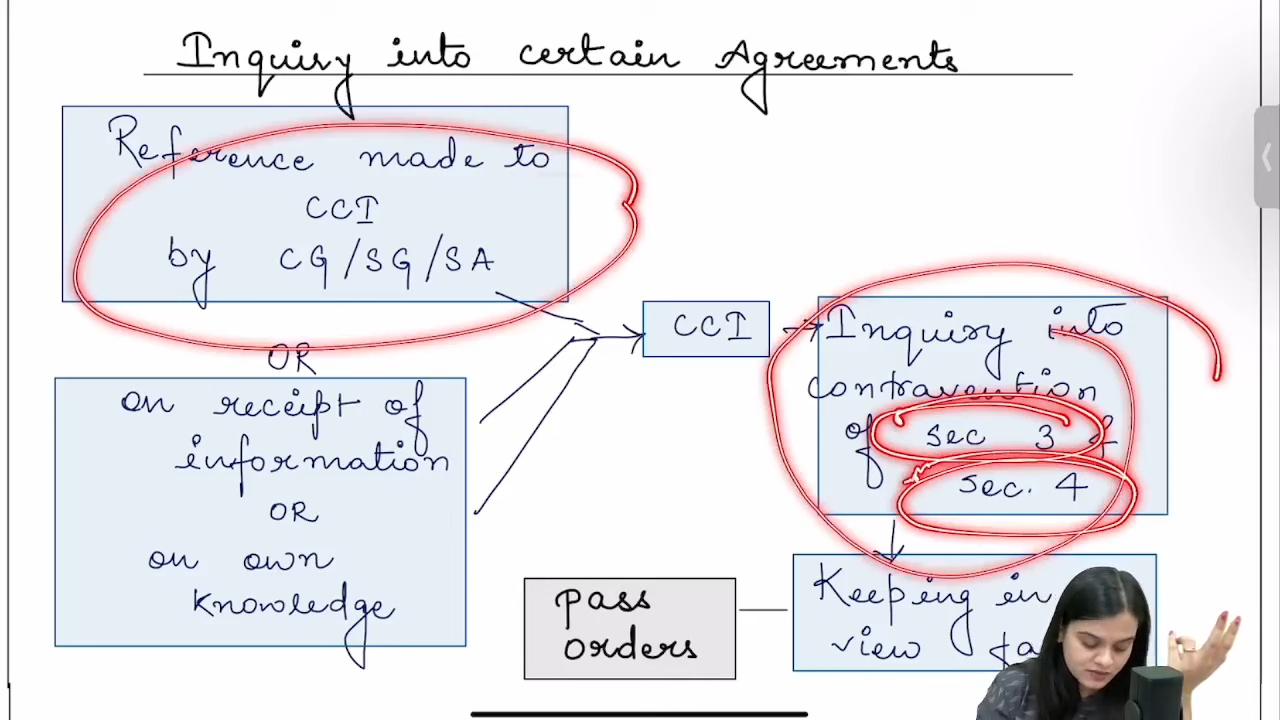 Inquiry into certain Agreements
Reference made to
CCI
by CG/SG/SA
OR
on receipt of
information
OR
on own
knowledge
CCI
Inquiry into
contravention
of sec 3 &
sec. 4
Keeping in
view
Pass
orders